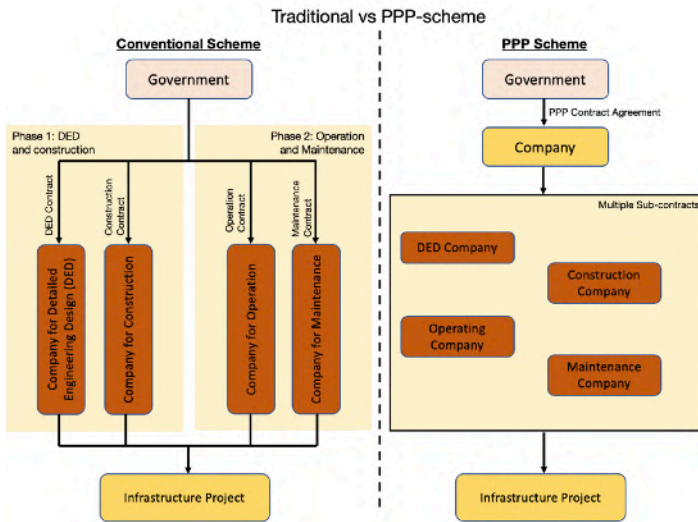 Traditional vs PPP-scheme
Conventional Scheme
Government
Phase 1: DED
and construction
Phase 2: Operation
and Maintenance
DED Contract
Construction
Contract
Operation
Contract
Maintenance
Contract
Company for Detailed
Engineering Design (DED)
Company for Construction
Company for Operation
Company for Maintenance
Infrastructure Project
PPP Scheme
Government
PPP Contract Agreement
Company
Multiple Sub-contracts
DED Company
Construction
Company
Operating
Company
Maintenance
Company
Infrastructure Project